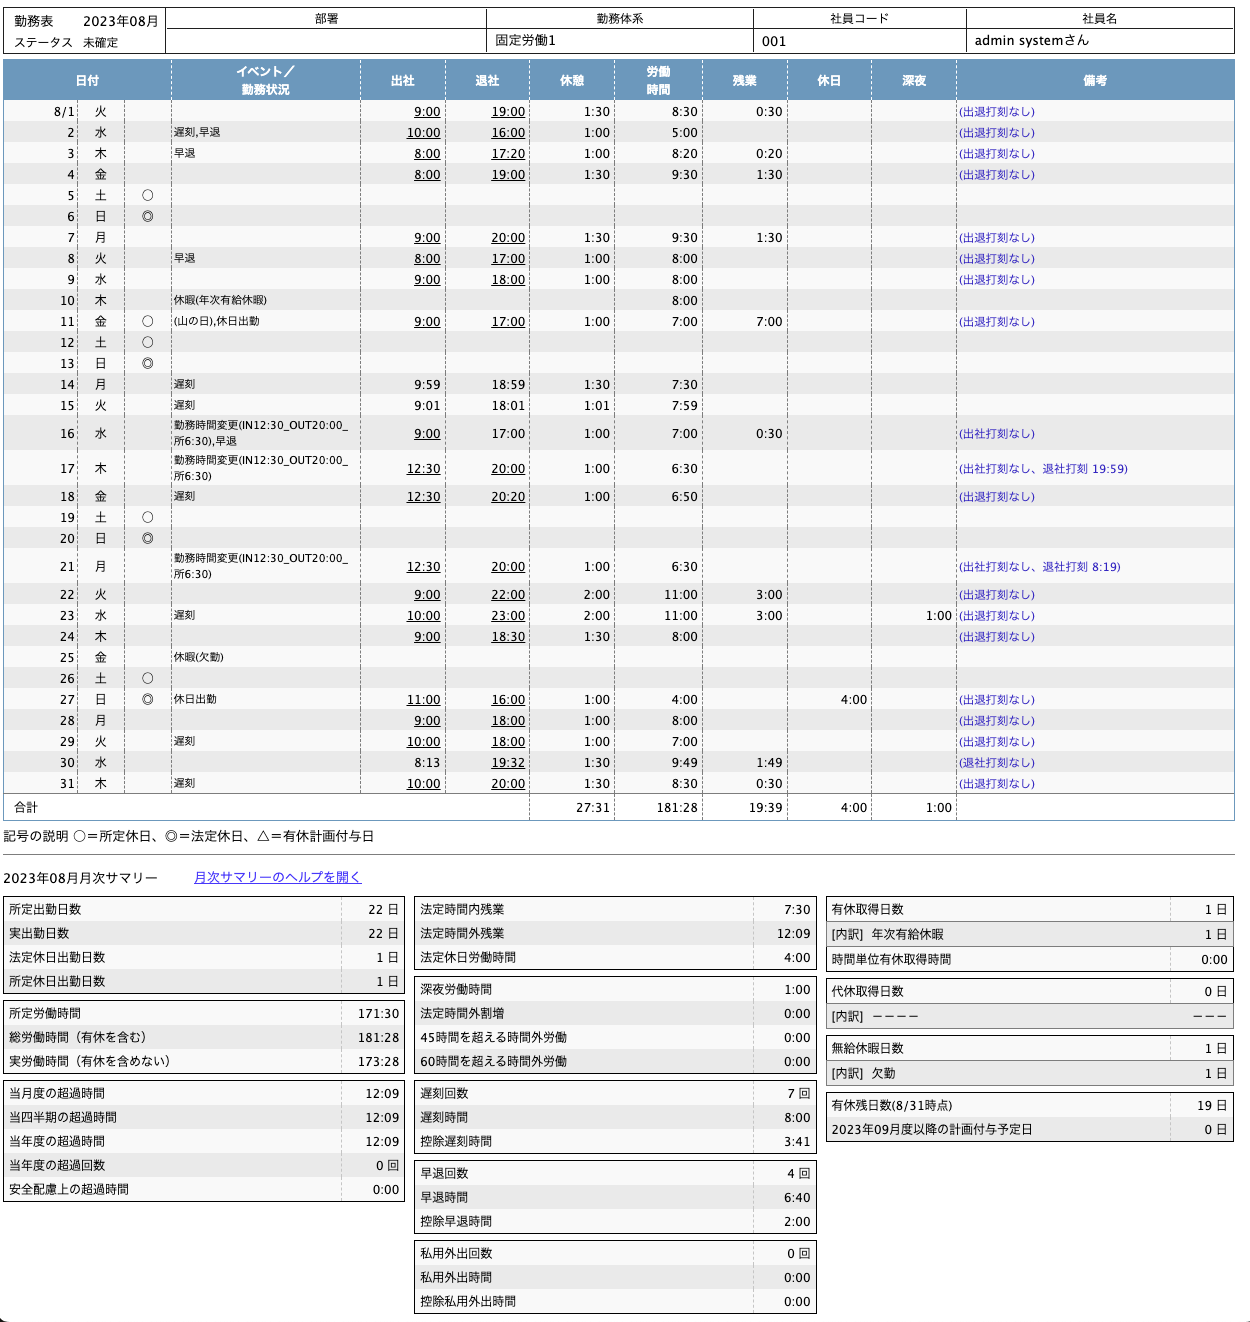 勤務表 2023年08月 部署 勤務体系 社員コード 社員名
ステータス 未確定 固定労働1 001 admin systemさん
日付 イベント／勤務状況 出社 退社 休憩 労働時間 残業 休日 深夜 備考
8/1 火 9:00 19:00 1:30 8:30 0:30 (出退打刻なし)
2 水 遅刻,早退 10:00 16:00 1:00 5:00 (出退打刻なし)
3 木 早退 8:00 17:20 1:00 8:20 0:20 (出退打刻なし)
4 金 8:00 19:00 1:30 9:30 1:30 (出退打刻なし)
5 土 ○
6 日 ◎
7 月 9:00 20:00 1:30 9:30 1:30 (出退打刻なし)
8 火 早退 8:00 17:00 1:00 8:00 (出退打刻なし)
9 水 9:00 18:00 1:00 8:00 (出退打刻なし)
10 木 休暇(年次有給休暇) 8:00
11 金 ○ (山の日),休日出勤 9:00 17:00 1:00 7:00 7:00 (出退打刻なし)
12 土 ○
13 日 ◎
14 月 遅刻 9:59 18:59 1:30 7:30
15 火 遅刻 9:01 18:01 1:01 7:59
16 水 勤務時間変更(IN12:30_OUT20:00_所6:30),早退 9:00 17:00 1:00 7:00 0:30 (出社打刻なし)
17 木 勤務時間変更(IN12:30_OUT20:00_所6:30) 12:30 20:00 1:00 6:30 (出社打刻なし、退社打刻 19:59)
18 金 遅刻 12:30 20:20 1:00 6:50 (出退打刻なし)
19 土 ○
20 日 ◎
21 月 勤務時間変更(IN12:30_OUT20:00_所6:30) 12:30 20:00 1:00 6:30 (出社打刻なし、退社打刻 8:19)
22 火 9:00 22:00 2:00 11:00 3:00 (出退打刻なし)
23 水 遅刻 10:00 23:00 2:00 11:00 3:00 1:00 (出退打刻なし)
24 木 9:00 18:30 1:30 8:00 (出退打刻なし)
25 金 休暇(欠勤)
26 土 ○
27 日 ◎ 休日出勤 11:00 16:00 1:00 4:00 4:00 (出退打刻なし)
28 月 9:00 18:00 1:00 8:00 (出退打刻なし)
29 火 遅刻 10:00 18:00 1:00 7:00 (出退打刻なし)
30 水 8:13 19:32 1:30 9:49 1:49 (退社打刻なし)
31 木 遅刻 10:00 20:00 1:30 8:30 0:30 (出退打刻なし)
合計 27:31 181:28 19:39 4:00 1:00
記号の説明 ○＝所定休日、◎＝法定休日、△＝有休計画付与日
2023年08月月次サマリー 月次サマリーのヘルプを開く
所定出勤日数 22 日
実出勤日数 22 日
法定休日出勤日数 1 日
所定休日出勤日数 1 日
所定労働時間 171:30
総労働時間（有休を含む） 181:28
実労働時間（有休を含めない） 173:28
当月度の超過時間 12:09
当四半期の超過時間 12:09
当年度の超過時間 12:09
当年度の超過回数 0 回
安全配慮上の超過時間 0:00
法定時間内残業 7:30
法定時間外残業 12:09
法定休日労働時間 4:00
深夜労働時間 1:00
法定時間外割増 0:00
45時間を超える時間外労働 0:00
60時間を超える時間外労働 0:00
遅刻回数 7 回
遅刻時間 8:00
控除遅刻時間 3:41
早退回数 4 回
早退時間 6:40
控除早退時間 2:00
私用外出回数 0 回
私用外出時間 0:00
控除私用外出時間 0:00
有休取得日数 1 日
[内訳] 年次有給休暇 1 日
時間単位有休取得時間 0:00
代休取得日数 0 日
[内訳] －－－－ －－－
無給休暇日数 1 日
[内訳] 欠勤 1 日
有休残日数(8/31時点) 19 日
2023年09月度以降の計画付与予定日 0 日